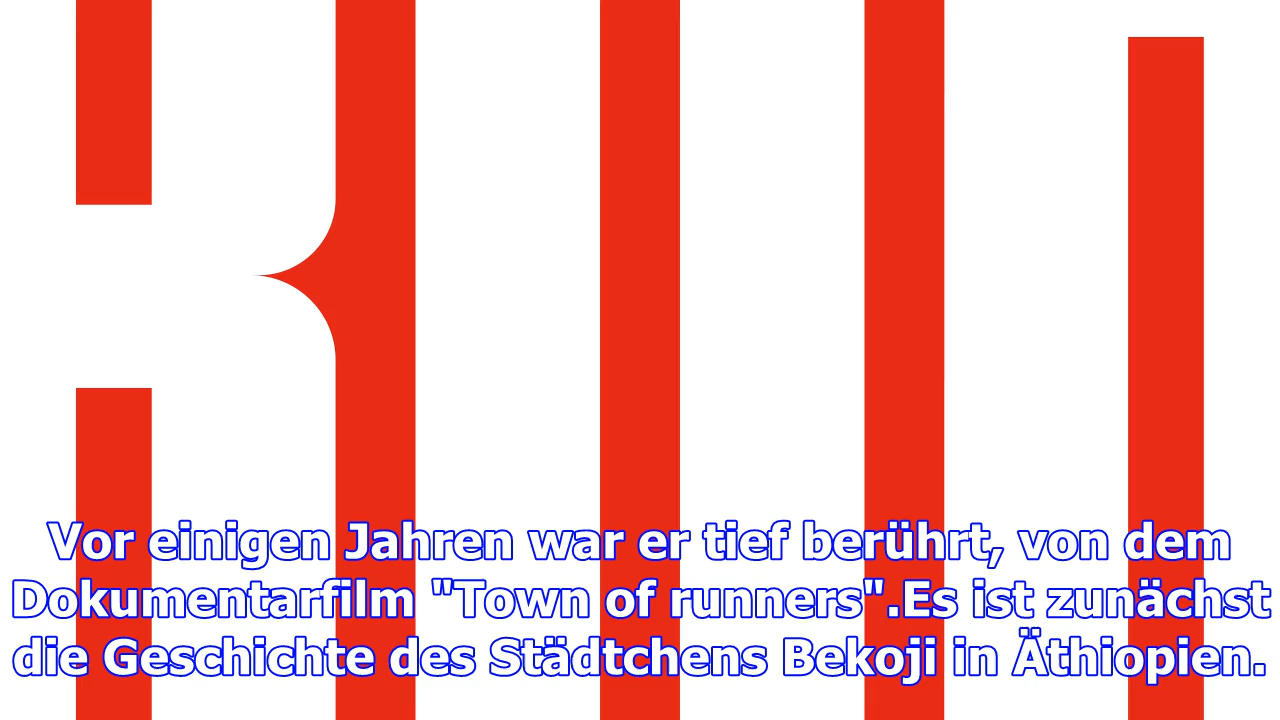 Vor einigen Jahren war er tief berührt, von dem
Dokumentarfilm "Town of runners".Es ist zunächst
die Geschichte des Städtchens Bekoji in Äthiopien.